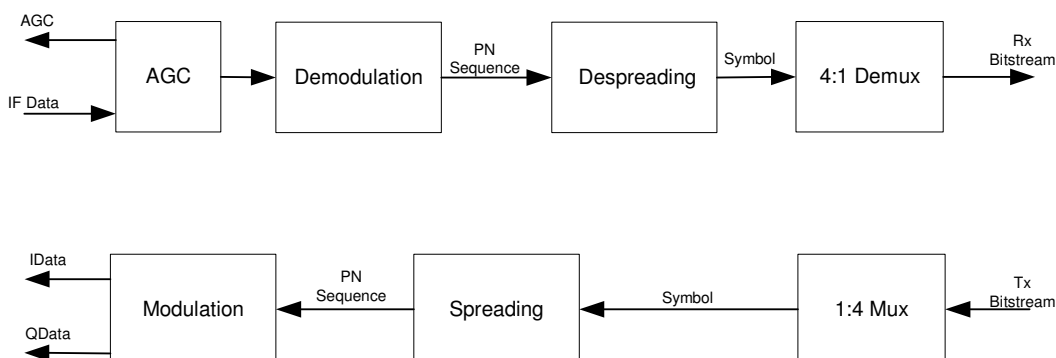 AGC
IF Data
AGC
Demodulation
PN
Sequence
Despreading
Symbol
4:1 Demux
Rx
Bitstream
IData
QData
Modulation
PN
Sequence
Spreading
Symbol
1:4 Mux
Tx
Bitstream